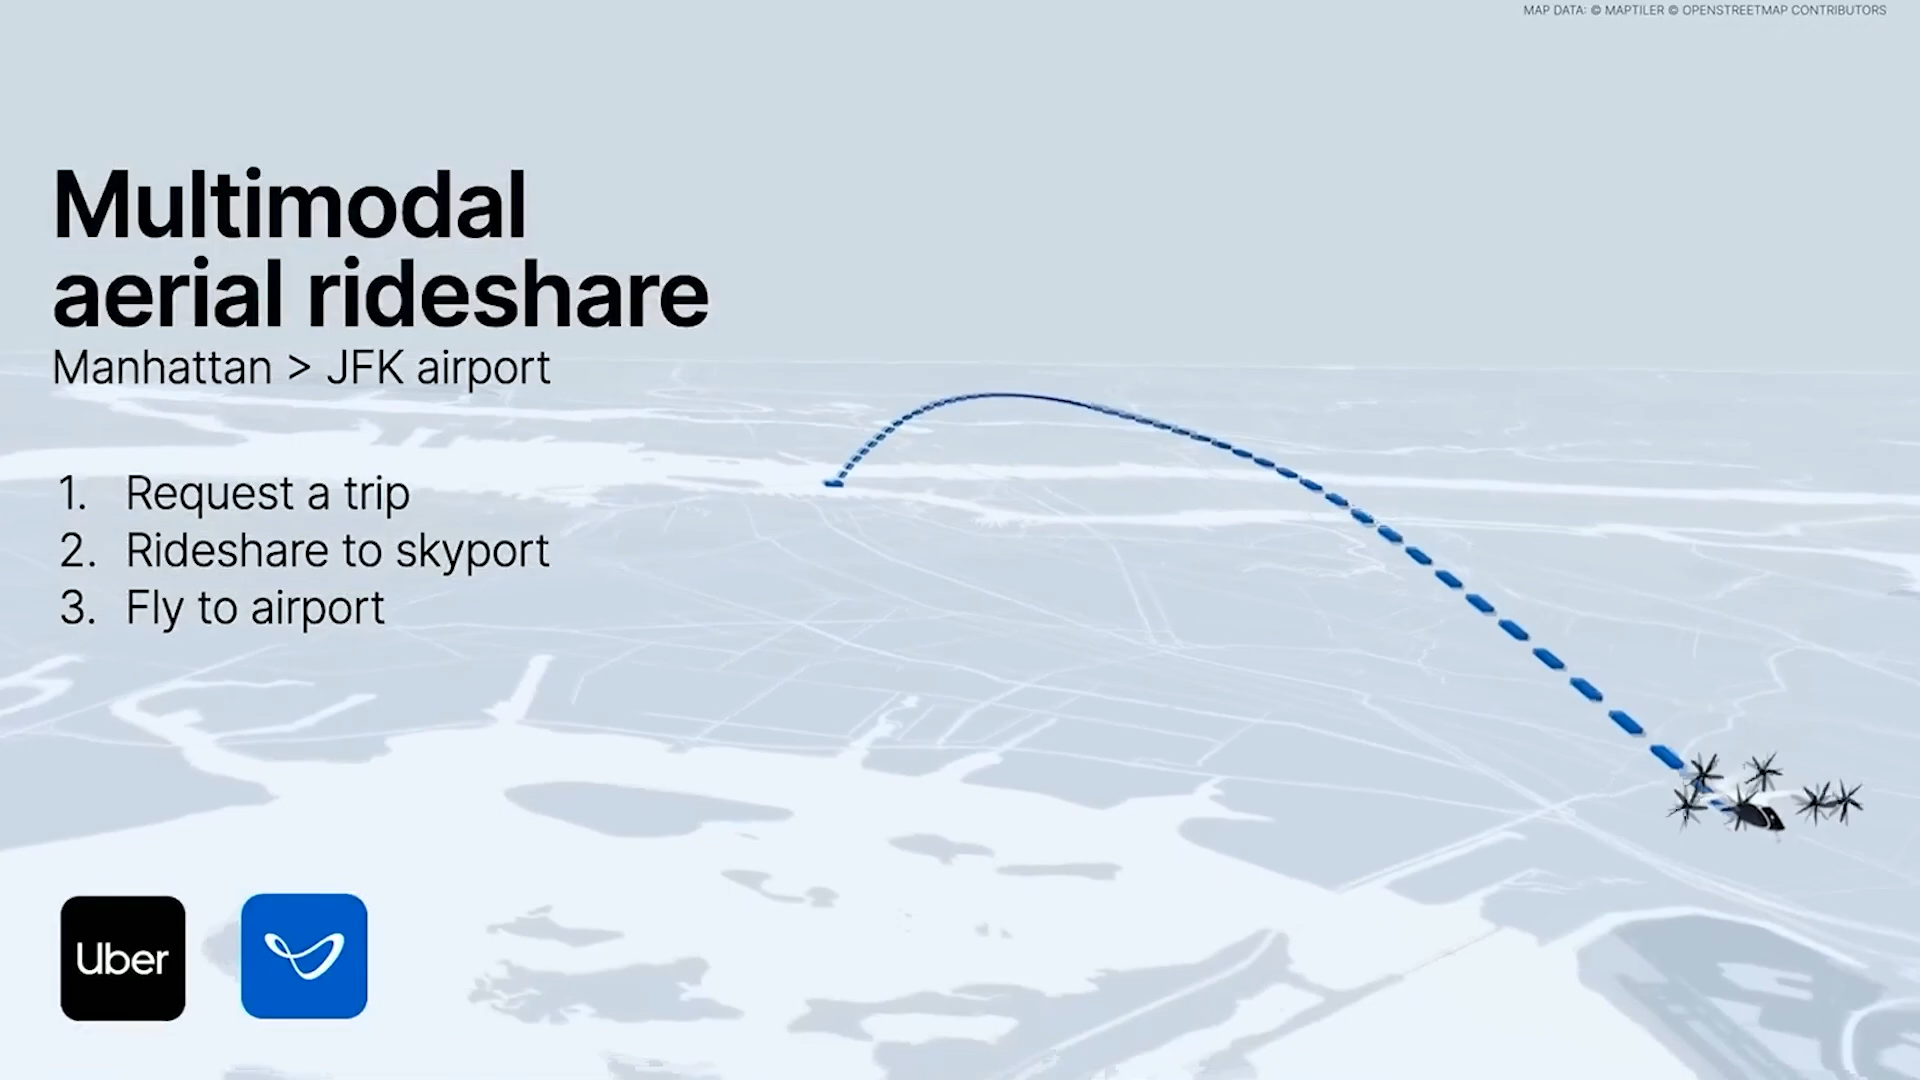 MAP DATA: © MAPTILER © OPENSTREETMAP CONTRIBUTORS
Multimodal
aerial rideshare
Manhattan > JFK airport
1. Request a trip
2. Rideshare to skyport
3. Fly to airport
Uber